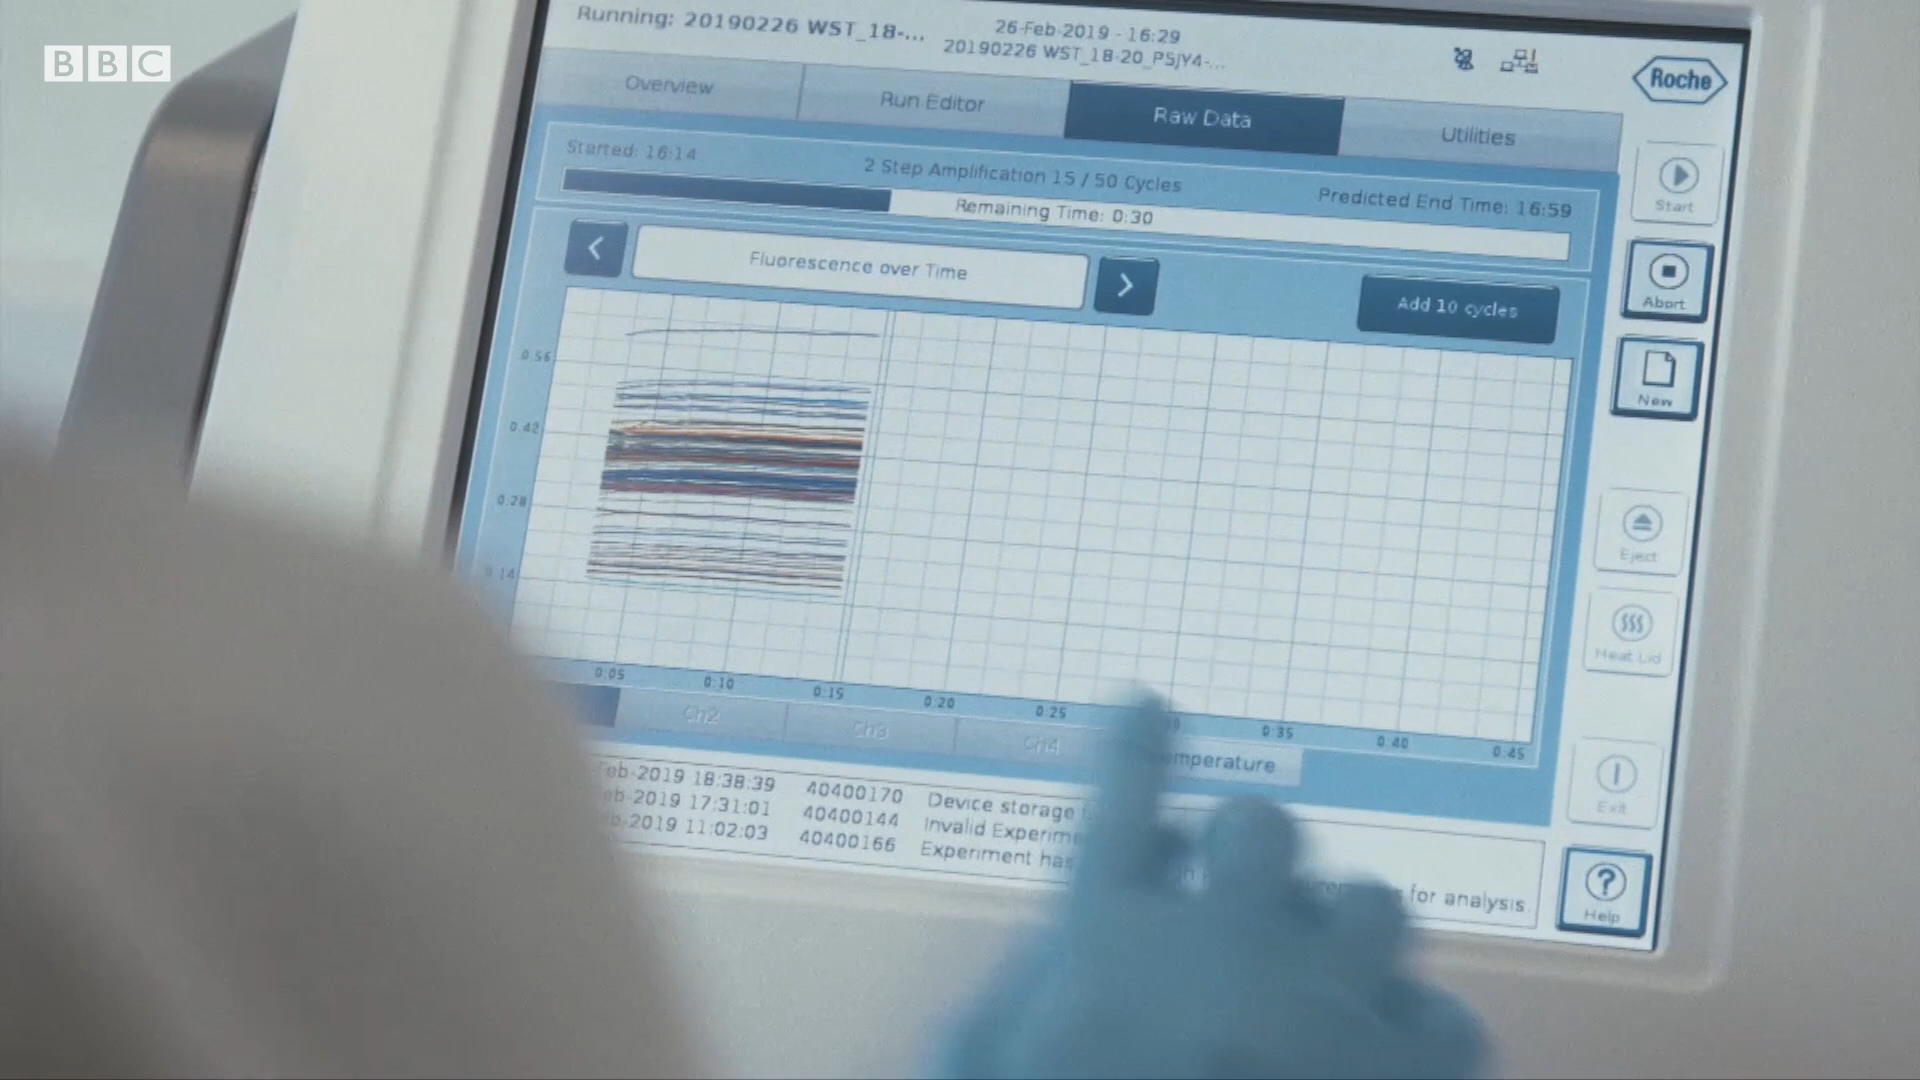 BBC
Running: 20190226 WST_18-...
26-Feb-2019 - 16:29
20190226 WST_18-20_P5JY4-...
Roche
Overview
Run Editor
Raw Data
Utilities
Started: 16:14
2 Step Amplification 15 / 50 Cycles
Predicted End Time: 16:59
Remaining Time: 0:30
Start
Fluorescence over Time
Add 10 cycles
Abort
New
0.56
0.42
0.28
0.14
Eject
Heat Lid
0:05 0:10 0:15 0:20 0:25 0:35 0:40 0:45
Ch2 Ch3 Ch4
Exit
-2019 18:38:39 40400170 Device storage
-2019 17:31:01 40400144 Invalid
-2019 11:02:03 40400166 Experiment has for analysis.
Help